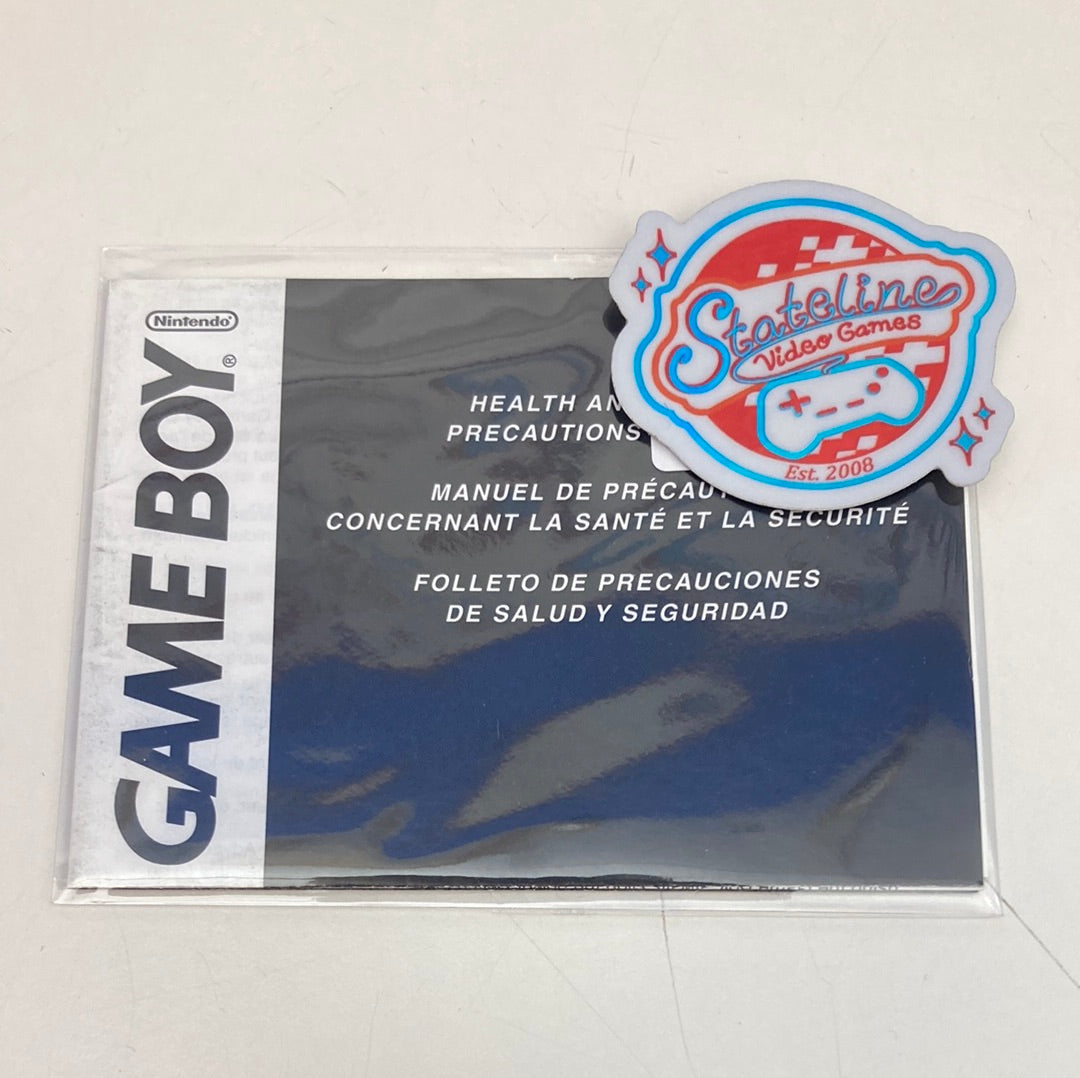 Nintendo®
GAME BOY®
HEALTH AN
PRECAUTIONS
MANUEL DE PRÉCAU
CONCERNANT LA SANTÉ ET LA SÉCURITÉ
FOLLETO DE PRECAUCIONES
DE SALUD Y SEGURIDAD
Stateline
Video Games
Est. 2008